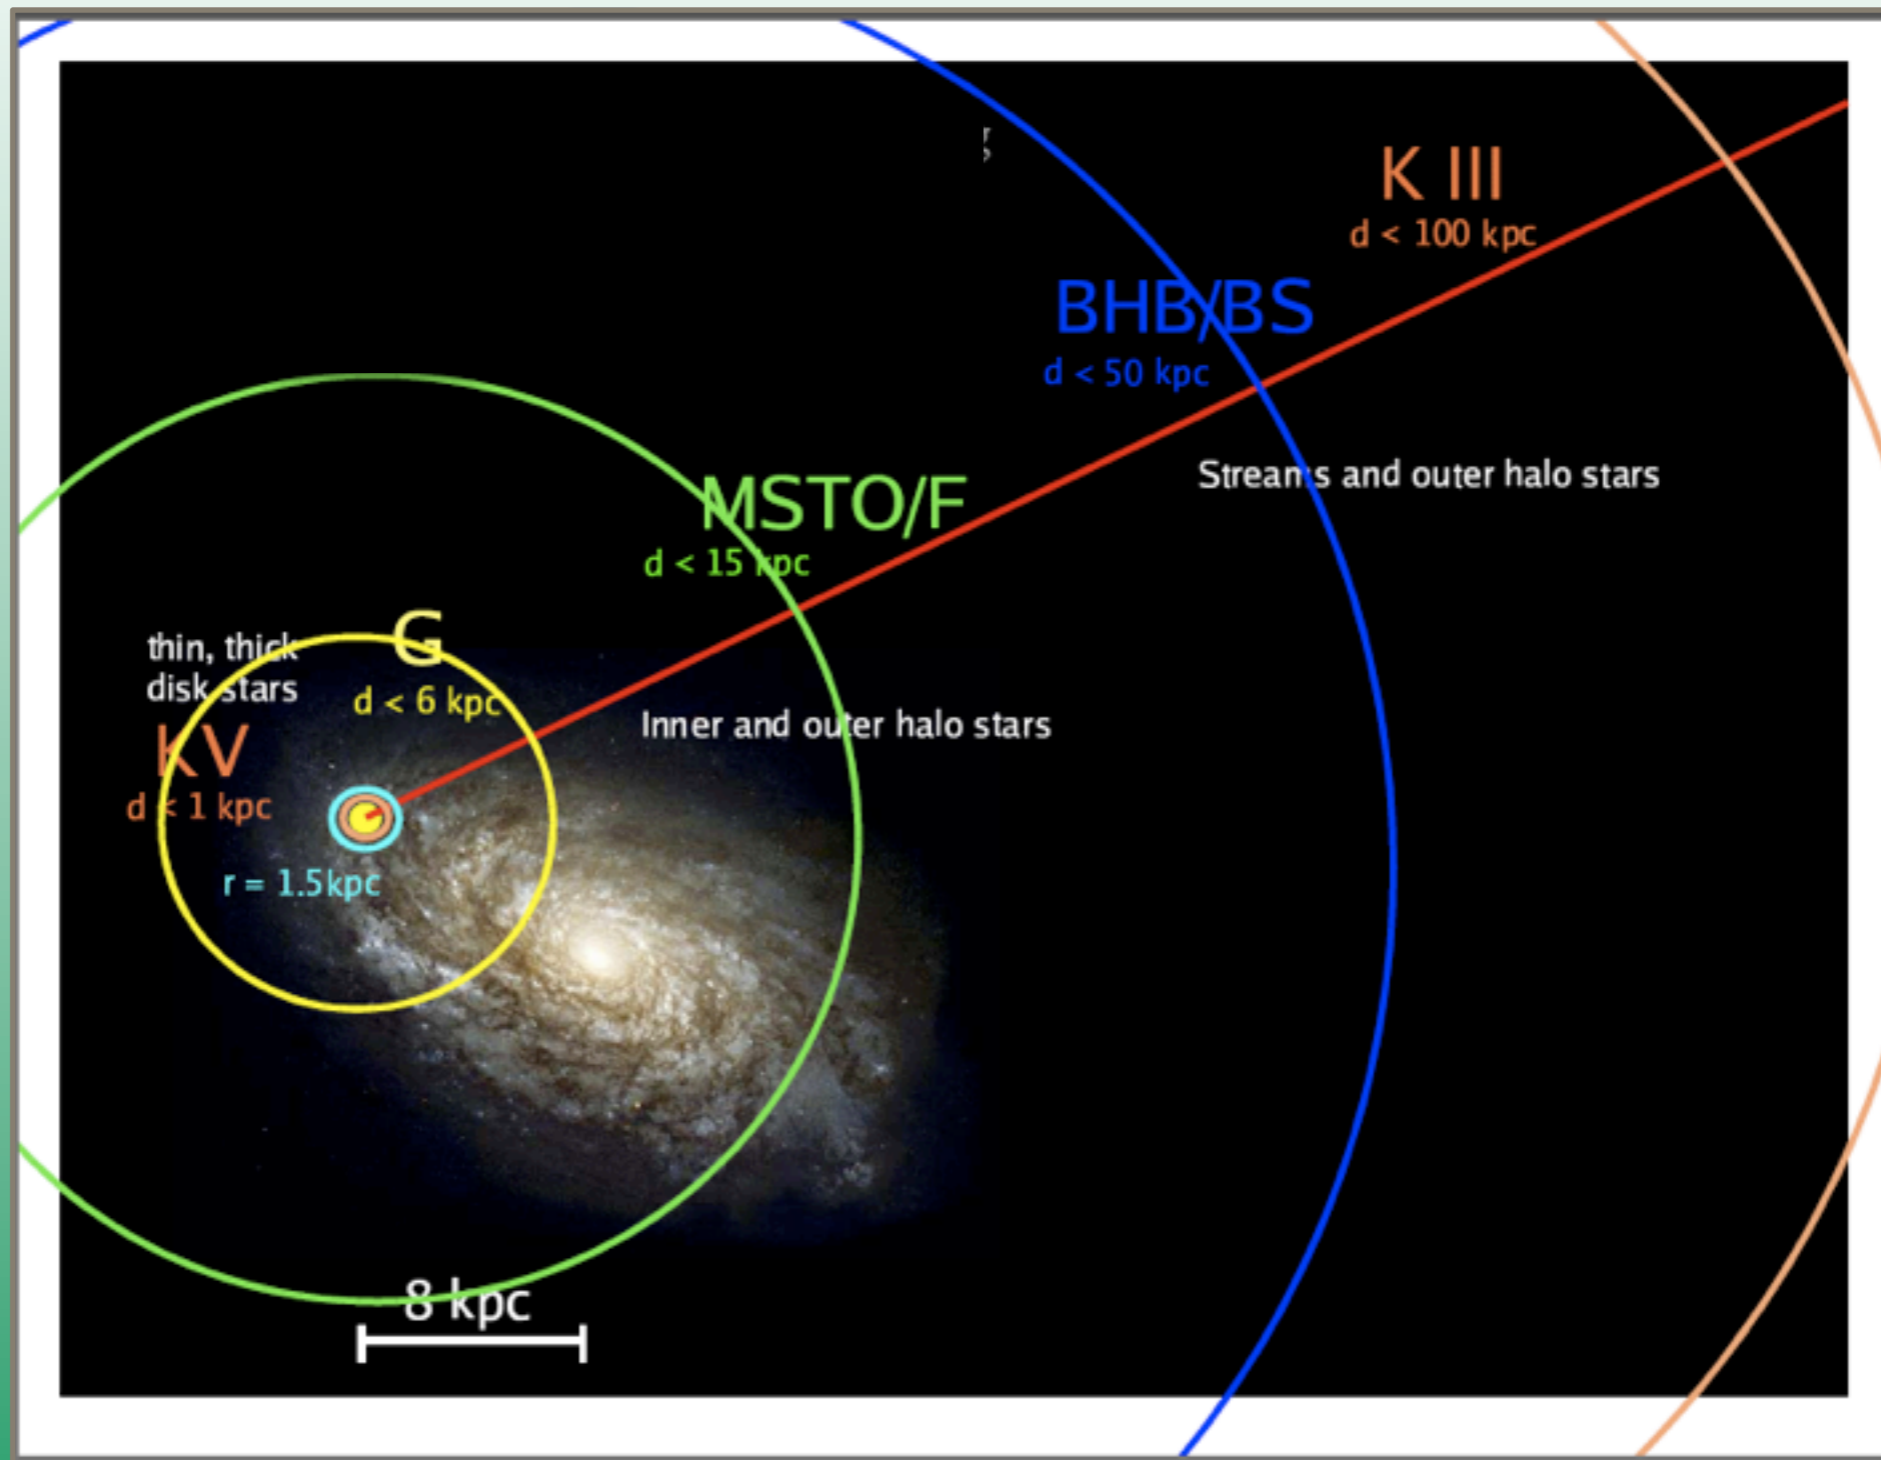 K III
d < 100 kpc
BHB/BS
d < 50 kpc
Streams and outer halo stars
MSTO/F
d < 15 kpc
G
d < 6 kpc
thin, thick
disk stars
Inner and outer halo stars
KV
d < 1 kpc
r = 1.5kpc
8 kpc